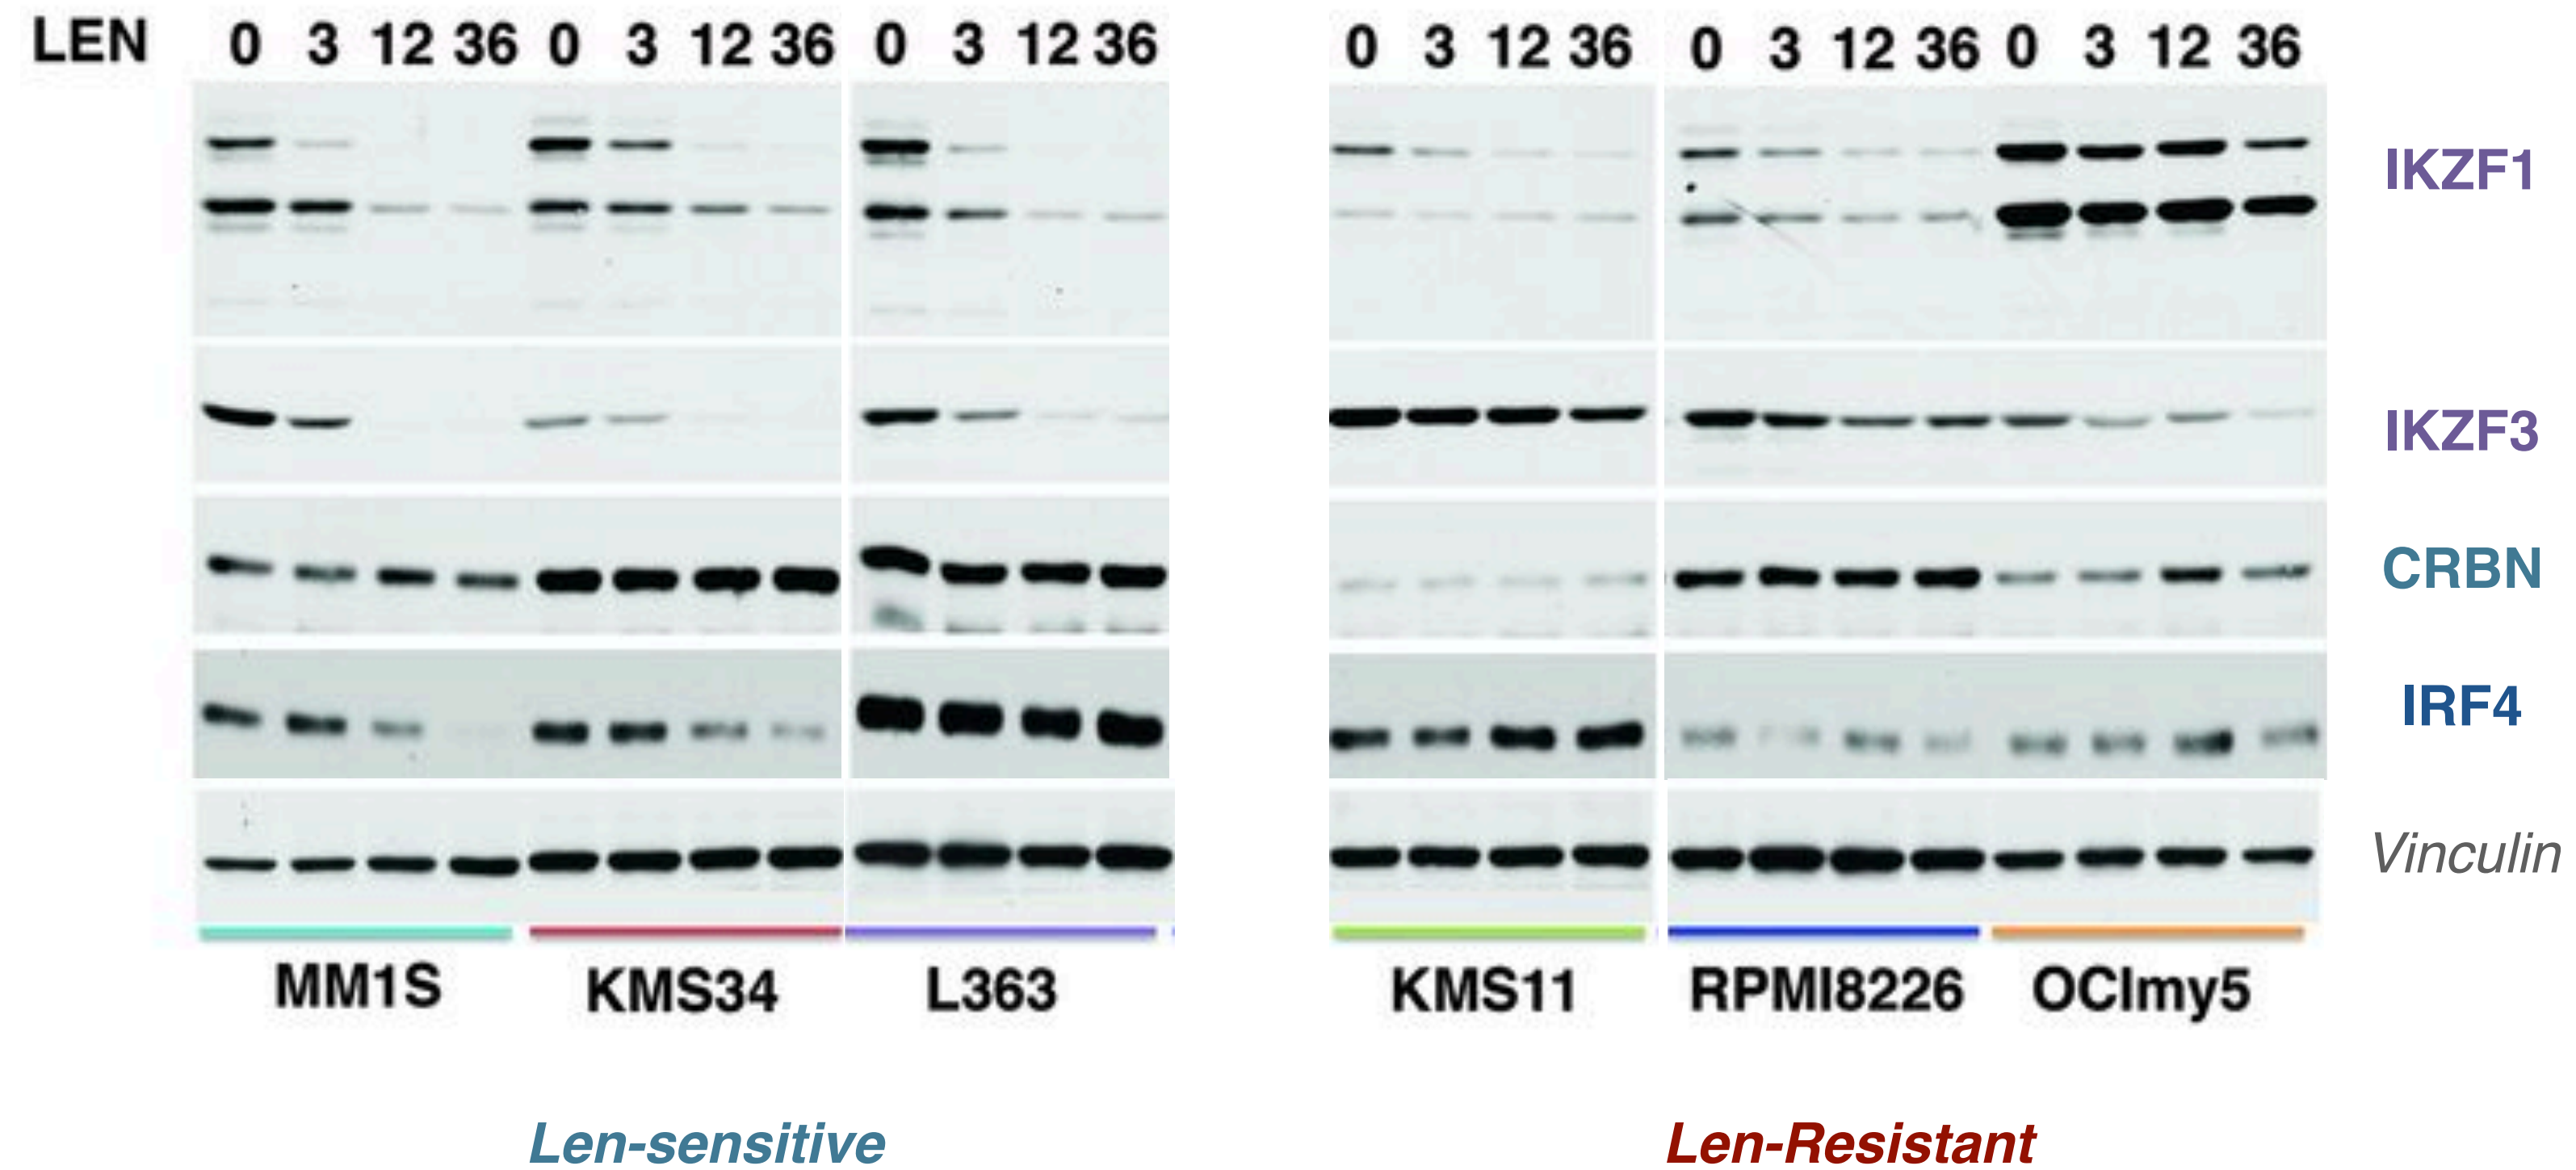 LEN 0 3 12 36 0 3 12 36 0 3 12 36 0 3 12 36 0 3 12 36 0 3 12 36
IKZF1
IKZF3
CRBN
IRF4
Vinculin
MM1S KMS34 L363 KMS11 RPMI8226 OCImy5
Len-sensitive Len-Resistant